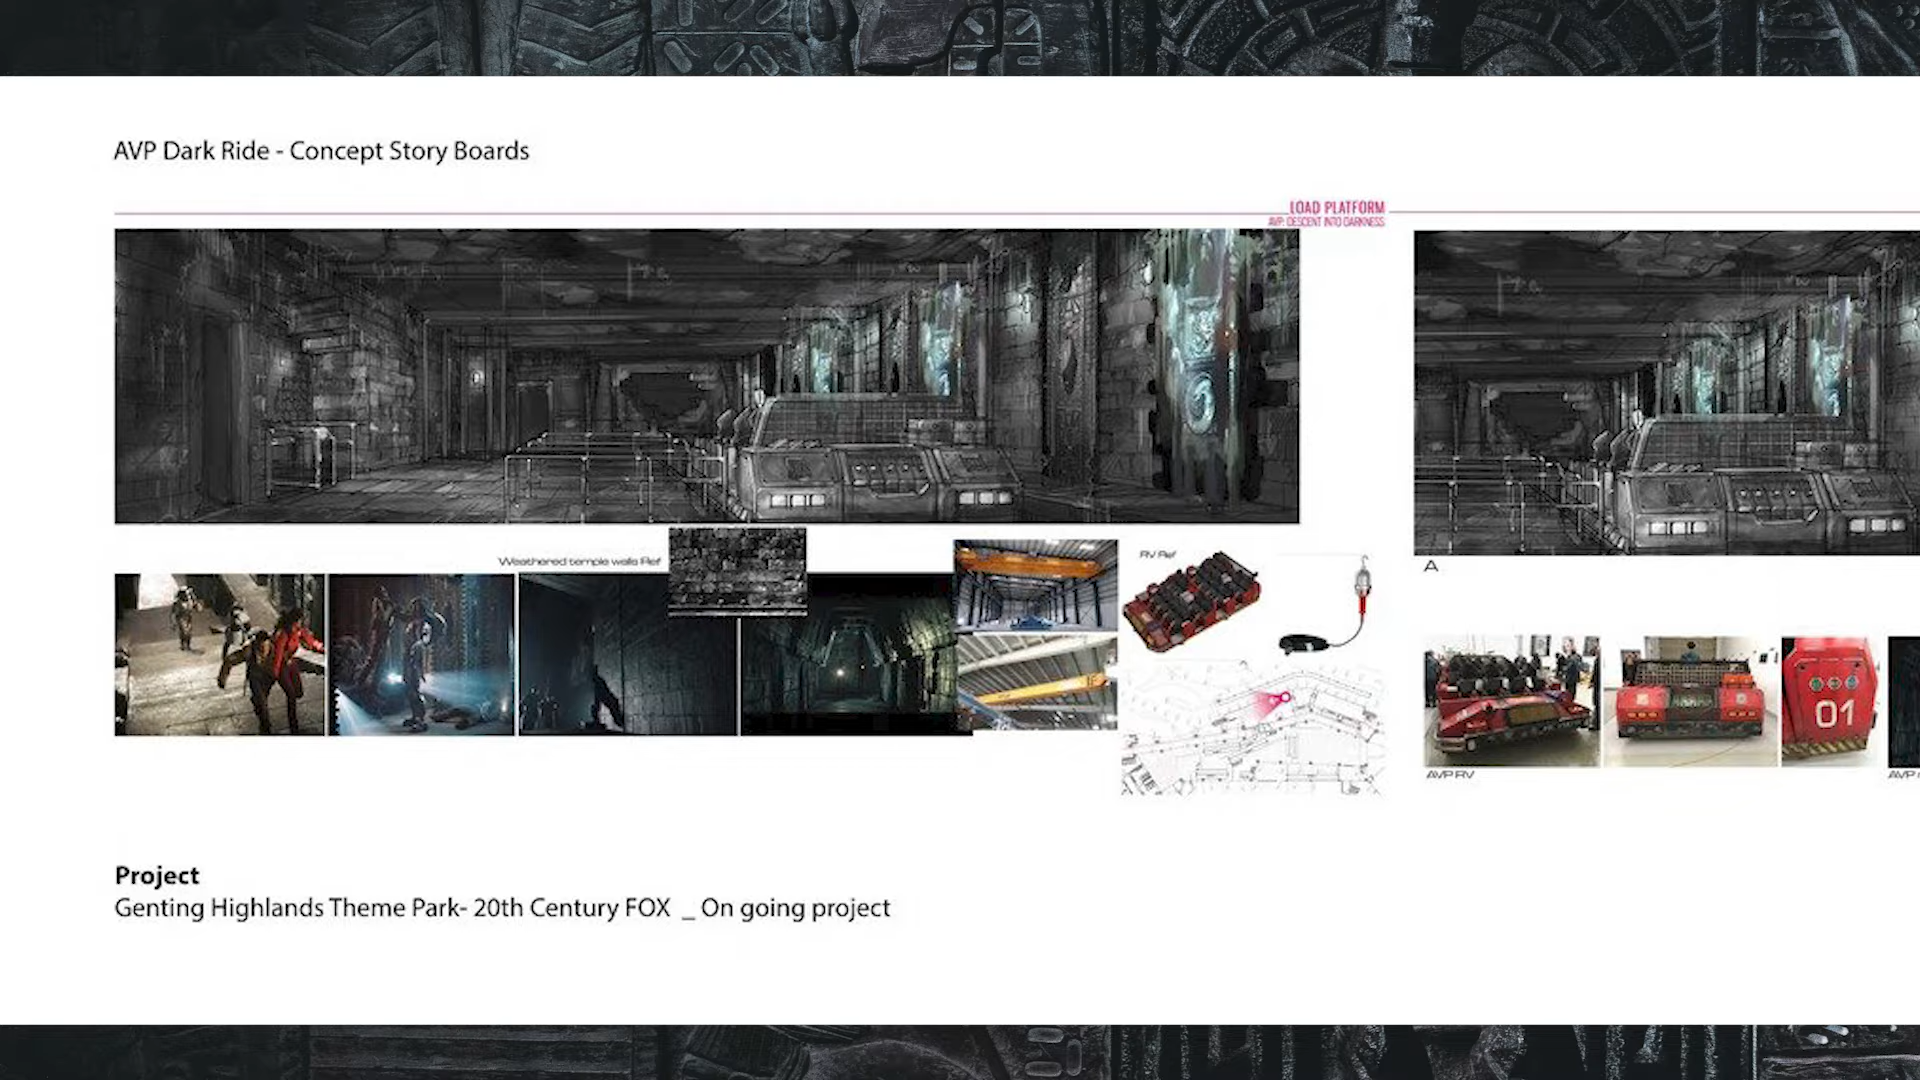 AVP Dark Ride - Concept Story Boards
LOAD PLATFORM
AVP: DESCENT INTO DARKNESS
Weathered temple walls Ref
RV Ref
A
01
AVP RV
AVP
Project
Genting Highlands Theme Park- 20th Century FOX _ On going project